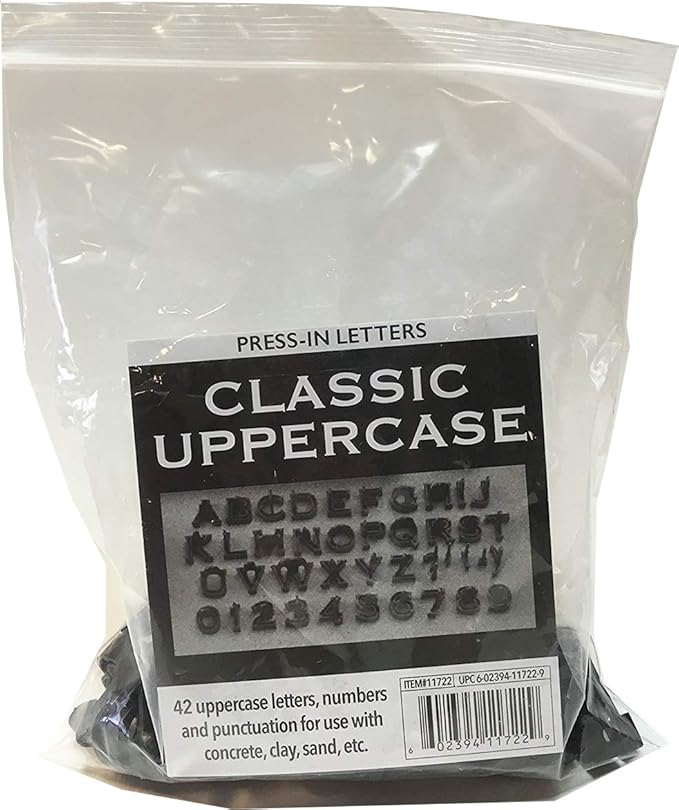 PRESS-IN LETTERS
CLASSIC
UPPERCASE
ABCDEFGHIJ
KLMNOPQRST
UVWXYZ
0123456789
ITEM#11722 UPC 6-02394-11722-9
42 uppercase letters, numbers
and punctuation for use with
concrete, clay, sand, etc.
6 02394 11722 9